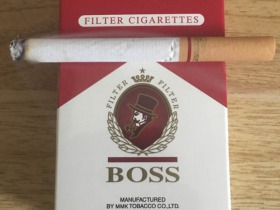 FILTER CIGARETTES
FILTER FILTER
BOSS
MANUFACTURED
BY MMK TOBACCO CO.,LTD.